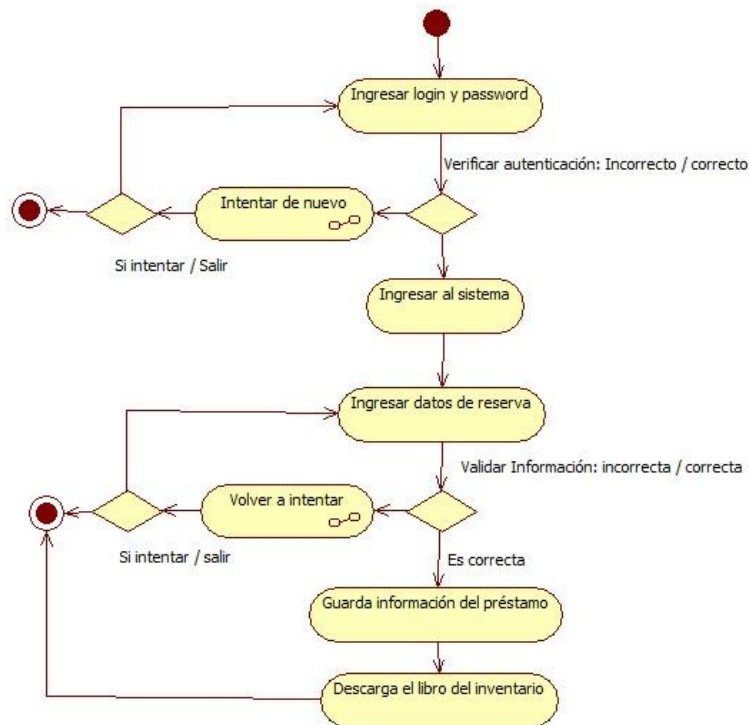 Ingresar login y password
Verificar autenticación: Incorrecto / correcto
Intentar de nuevo
Si intentar / Salir
Ingresar al sistema
Ingresar datos de reserva
Validar Información: incorrecta / correcta
Volver a intentar
Si intentar / salir
Es correcta
Guarda información del préstamo
Descarga el libro del inventario